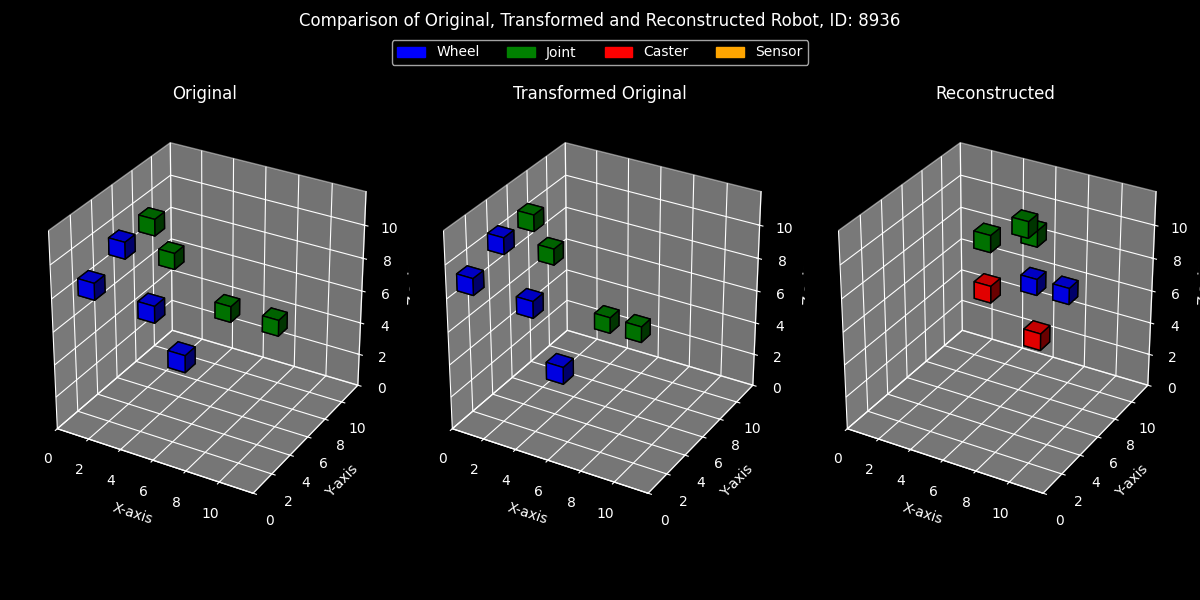 Comparison of Original, Transformed and Reconstructed Robot, ID: 8936
Wheel Joint Caster Sensor
Original Transformed Original Reconstructed
10 10 10
8 8 8
6 6 6
4 4 4
2 2 2
0 0 0
10 10 10
8 8 8
6 6 6
4 4 4
2 2 2
0 0 0
0 2 4 6 8 10 0 2 4 6 8 10 0 2 4 6 8 10
X-axis Y-axis X-axis Y-axis X-axis Y-axis